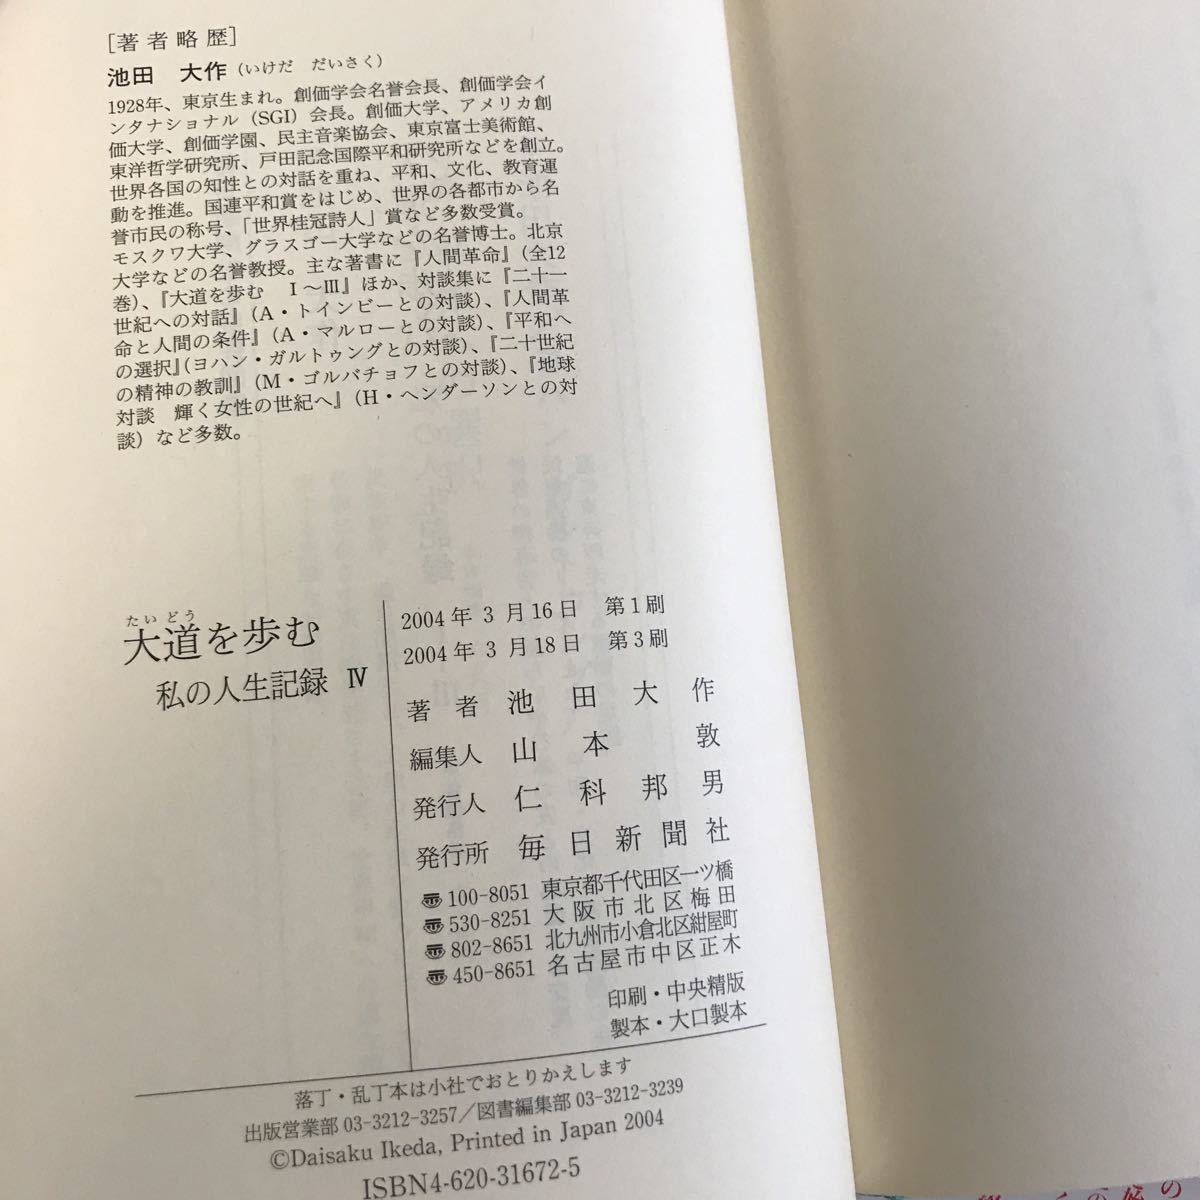 [著者略歴]
池田 大作(いけだ だいさく)
1928年、東京生まれ。創価学会名誉会長、創価学会イ
ンタナショナル(SGI)会長。創価大学、アメリカ創
価大学、創価学園、民主音楽協会、東京富士美術館、
東洋哲学研究所、戸田記念国際平和研究所などを創立。
世界各国の知性との対話を重ね、平和、文化、教育運
動を推進。国連平和賞をはじめ、世界の各都市から名
誉市民の称号、「世界桂冠詩人」賞など多数受賞。
モスクワ大学、グラスゴー大学などの名誉博士。北京
大学などの名誉教授。主な著書に『人間革命』(全12
巻)、『大道を歩む Ⅰ〜Ⅲ』ほか、対談集に『二十一
世紀への対話』(A・トインビーとの対談)、『人間革
命と人間の条件』(A・マルローとの対談)、『平和へ
の選択』(ヨハン・ガルトゥングとの対談)、『二十世紀
の精神の教訓』(M・ゴルバチョフとの対談)、『地球
対談 輝く女性の世紀へ』(H・ヘンダーソンとの対
談)など多数。
たいどう
大道を歩む
私の人生記録 Ⅳ
2004年 3 月16日 第1刷
2004年 3 月18日 第3刷
著者 池田大作
編集人 山本敦
発行人 仁科邦男
発行所 毎日新聞社
〠100-8051 東京都千代田区一ツ橋
〠530-8251 大阪市北区梅田
〠802-8651 北九州市小倉北区紺屋町
〠450-8651 名古屋市中区正木
印刷・中央精版
製本・大口製本
落丁・乱丁本は小社でおとりかえします
出版営業部 03-3212-3257/図書編集部 03-3212-3239
©Daisaku Ikeda, Printed in Japan 2004
ISBN4-620-31672-5